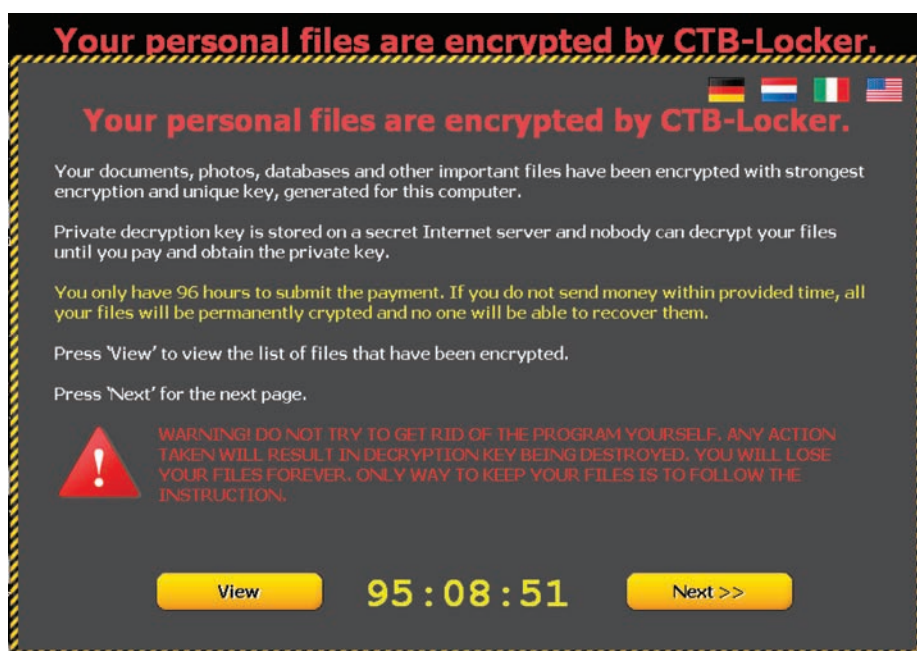 Your personal files are encrypted by CTB-Locker.
Your personal files are encrypted by CTB-Locker.
Your documents, photos, databases and other important files have been encrypted with strongest
encryption and unique key, generated for this computer.
Private decryption key is stored on a secret Internet server and nobody can decrypt your files
until you pay and obtain the private key.
You only have 96 hours to submit the payment. If you do not send money within provided time, all
your files will be permanently crypted and no one will be able to recover them.
Press 'View' to view the list of files that have been encrypted.
Press 'Next' for the next page.
WARNING! DO NOT TRY TO GET RID OF THE PROGRAM YOURSELF. ANY ACTION
TAKEN WILL RESULT IN DECRYPTION KEY BEING DESTROYED. YOU WILL LOSE
YOUR FILES FOREVER. ONLY WAY TO KEEP YOUR FILES IS TO FOLLOW THE
INSTRUCTION.
View
95:08:51
Next >>